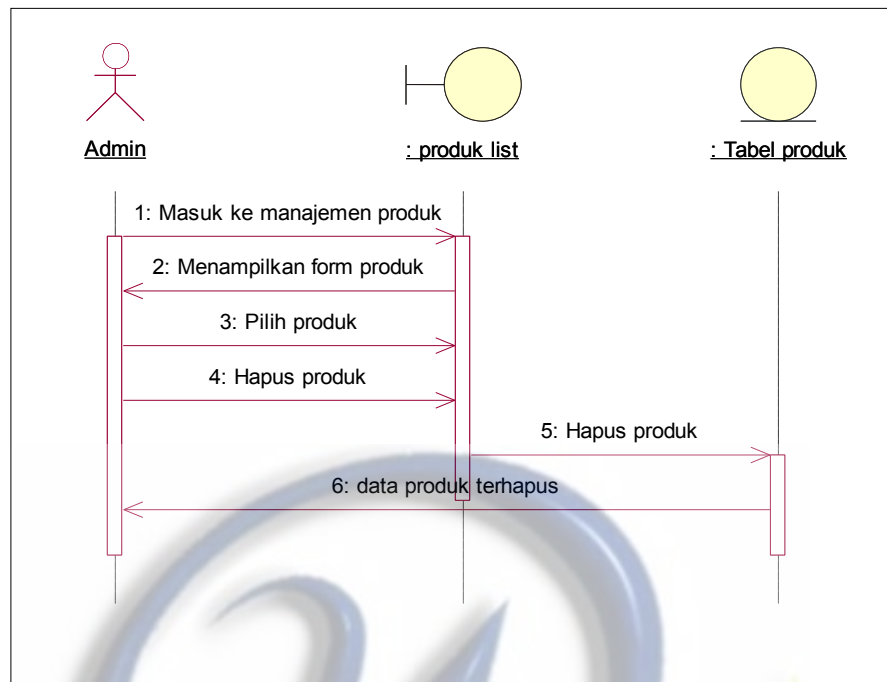 Admin
: produk list
: Tabel produk
1: Masuk ke manajemen produk
2: Menampilkan form produk
3: Pilih produk
4: Hapus produk
5: Hapus produk
6: data produk terhapus